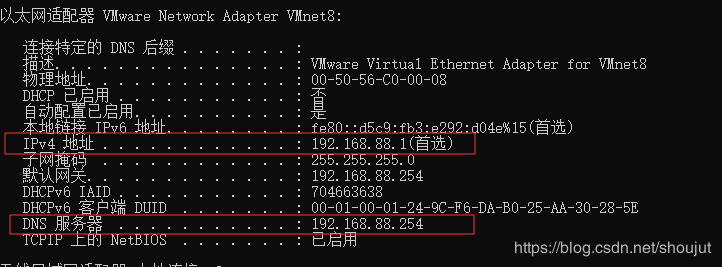 以太网适配器 VMware Network Adapter VMnet8:
连接特定的 DNS 后缀 . . . . . . . :
描述. . . . . . . . . . . . . . . : VMware Virtual Ethernet Adapter for VMnet8
物理地址. . . . . . . . . . . . . : 00-50-56-C0-00-08
DHCP 已启用 . . . . . . . . . . . : 否
自动配置已启用. . . . . . . . . . : 是
本地链接 IPv6 地址. . . . . . . . : fe80::d5c9:fb3:e292:d04e%15(首选)
IPv4 地址 . . . . . . . . . . . . : 192.168.88.1(首选)
子网掩码 . . . . . . . . . . . . : 255.255.255.0
默认网关. . . . . . . . . . . . . : 192.168.88.254
DHCPv6 IAID . . . . . . . . . . . : 704663638
DHCPv6 客户端 DUID . . . . . . . : 00-01-00-01-24-9C-F6-DA-B0-25-AA-30-28-5E
DNS 服务器 . . . . . . . . . . . : 192.168.88.254
TCPIP 上的 NetBIOS . . . . . . . : 已启用
https://blog.csdn.net/shoujut